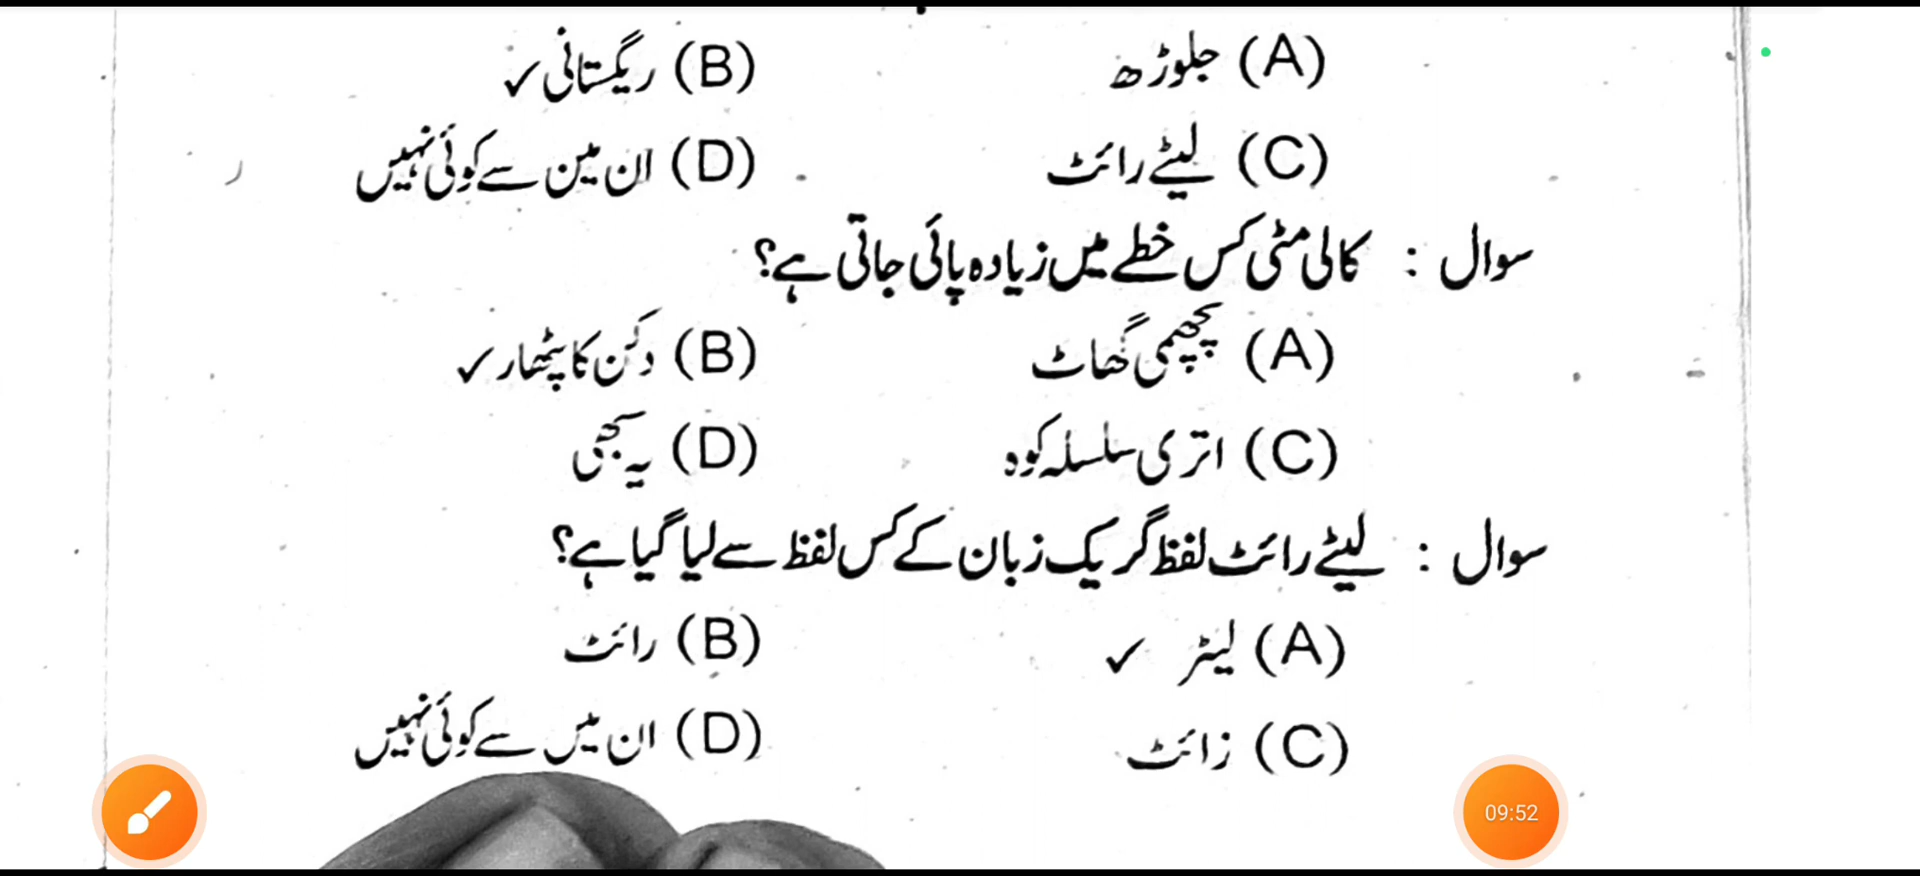 (A) جلوڑھ (B) ریگستانی ✓
(C) لیٹے رائٹ (D) ان مین سے کوئی نہیں
سوال : کالی مٹی کس خطے میں زیادہ پائی جاتی ہے؟
(A) پچھمی گھاٹ (B) دکن کا پٹھار ✓
(C) اتری سلسلہ کوہ (D) یہ سبھی
سوال : لیٹے رائٹ لفظ گریک زبان کے کس لفظ سے لیا گیا ہے؟
(A) لیٹر ✓ (B) رائٹ
(C) زائٹ (D) ان میں سے کوئی نہیں
09:52